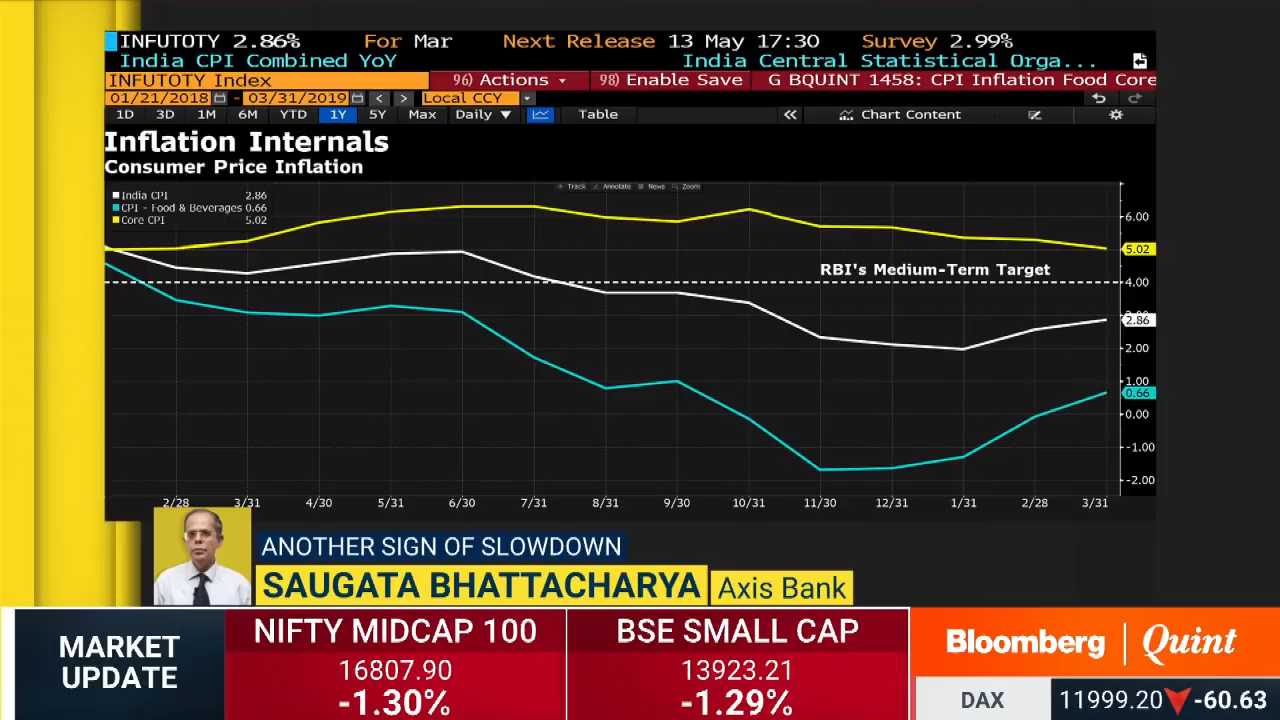 INFUTOTY 2.86% For Mar Next Release 13 May 17:30 Survey 2.99%
India CPI Combined YoY India Central Statistical Orga...
INFUTOTY Index 96) Actions 98) Enable Save G BQUINT 1458: CPI Inflation Food Core
01/21/2018 - 03/31/2019 < > Local CCY
1D 3D 1M 6M YTD 1Y 5Y Max Daily ▼ Table « Chart Content
Inflation Internals
Consumer Price Inflation
Track Annotate News Zoom
India CPI 2.86
CPI - Food & Beverages 0.66
Core CPI 5.02
6.00
5.02
RBI's Medium-Term Target
4.00
2.86
2.00
1.00
0.66
0.00
-1.00
-2.00
2/28 3/31 4/30 5/31 6/30 7/31 8/31 9/30 10/31 11/30 12/31 1/31 2/28 3/31
ANOTHER SIGN OF SLOWDOWN
SAUGATA BHATTACHARYA Axis Bank
MARKET UPDATE
NIFTY MIDCAP 100
16807.90
-1.30%
BSE SMALL CAP
13923.21
-1.29%
Bloomberg | Quint
DAX 11999.20 -60.63